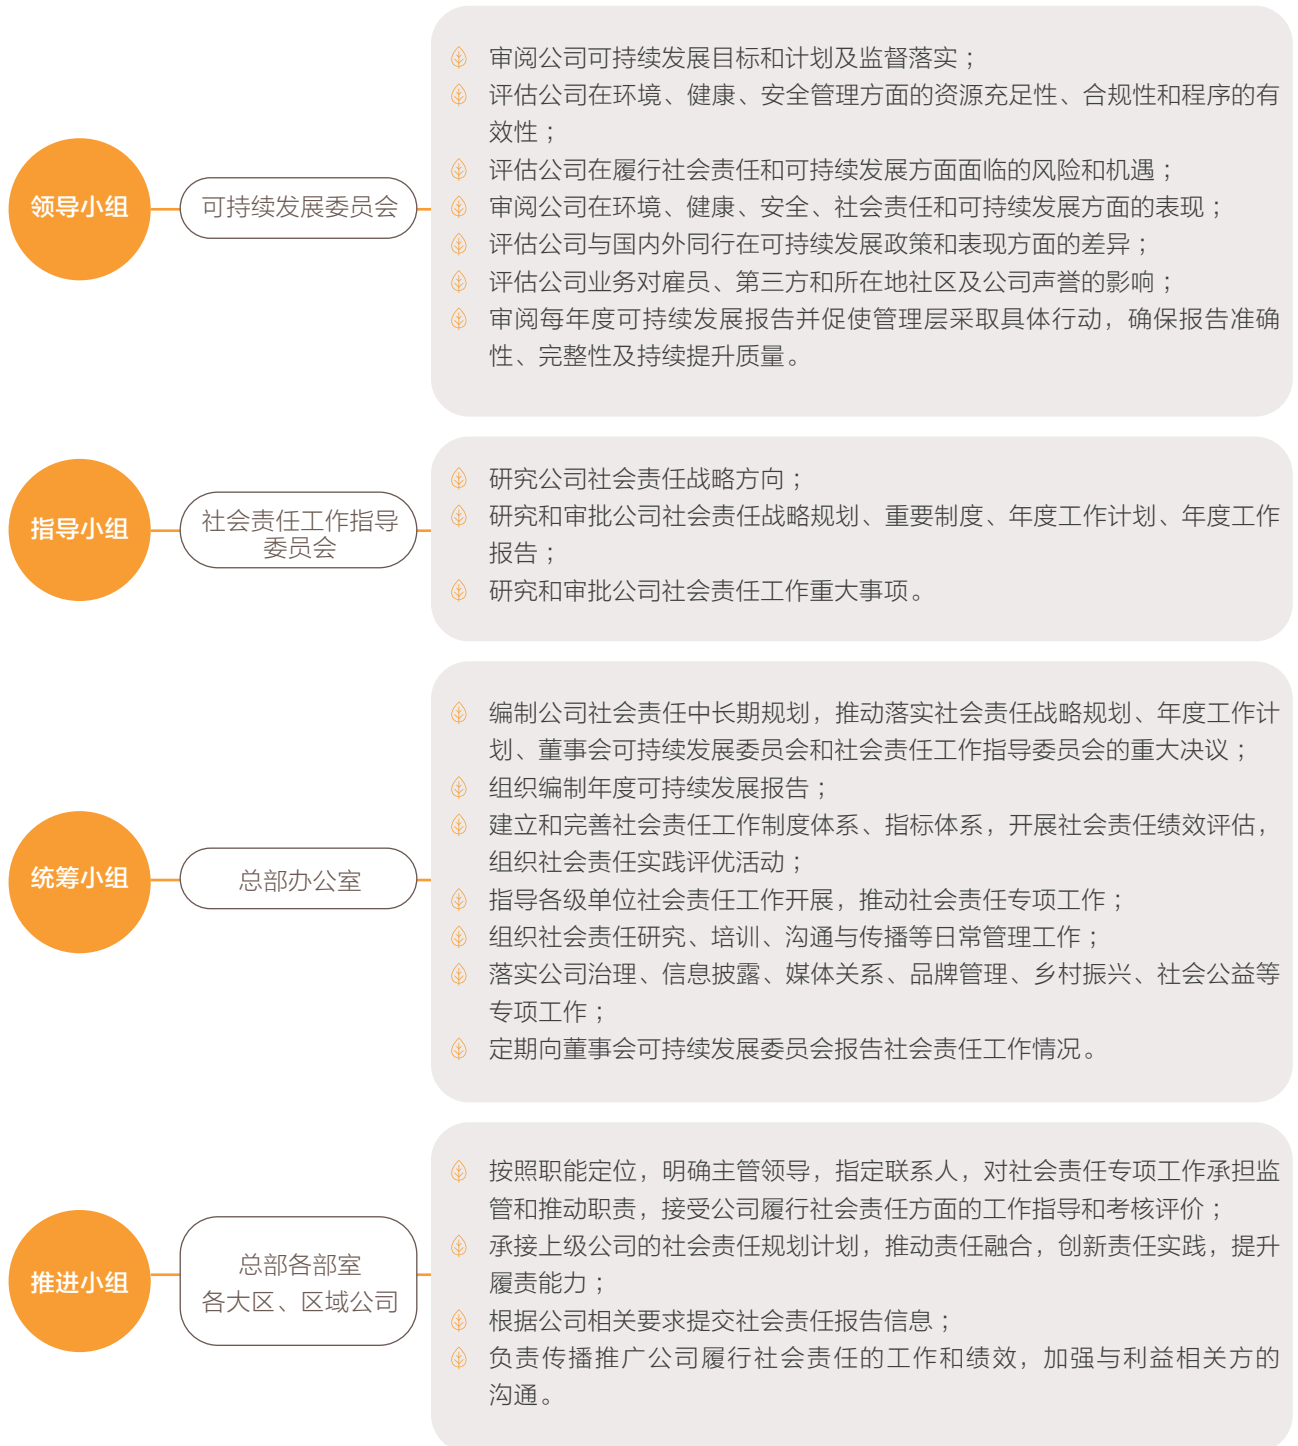 领导小组
可持续发展委员会
审阅公司可持续发展目标和计划及监督落实；
评估公司在环境、健康、安全管理方面的资源充足性、合规性和程序的有
效性；
评估公司在履行社会责任和可持续发展方面面临的风险和机遇；
审阅公司在环境、健康、安全、社会责任和可持续发展方面的表现；
评估公司与国内外同行在可持续发展政策和表现方面的差异；
评估公司业务对雇员、第三方和所在地社区及公司声誉的影响；
审阅每年度可持续发展报告并促使管理层采取具体行动，确保报告准确
性、完整性及持续提升质量。
指导小组
社会责任工作指导
委员会
研究公司社会责任战略方向；
研究和审批公司社会责任战略规划、重要制度、年度工作计划、年度工作
报告；
研究和审批公司社会责任工作重大事项。
统筹小组
总部办公室
编制公司社会责任中长期规划，推动落实社会责任战略规划、年度工作计
划、董事会可持续发展委员会和社会责任工作指导委员会的重大决议；
组织编制年度可持续发展报告；
建立和完善社会责任工作制度体系、指标体系，开展社会责任绩效评估，
组织社会责任实践评优活动；
指导各级单位社会责任工作开展，推动社会责任专项工作；
组织社会责任研究、培训、沟通与传播等日常管理工作；
落实公司治理、信息披露、媒体关系、品牌管理、乡村振兴、社会公益等
专项工作；
定期向董事会可持续发展委员会报告社会责任工作情况。
推进小组
总部各部室
各大区、区域公司
按照职能定位，明确主管领导，指定联系人，对社会责任专项工作承担监
管和推动职责，接受公司履行社会责任方面的工作指导和考核评价；
承接上级公司的社会责任规划计划，推动责任融合，创新责任实践，提升
履责能力；
根据公司相关要求提交社会责任报告信息；
负责传播推广公司履行社会责任的工作和绩效，加强与利益相关方的
沟通。